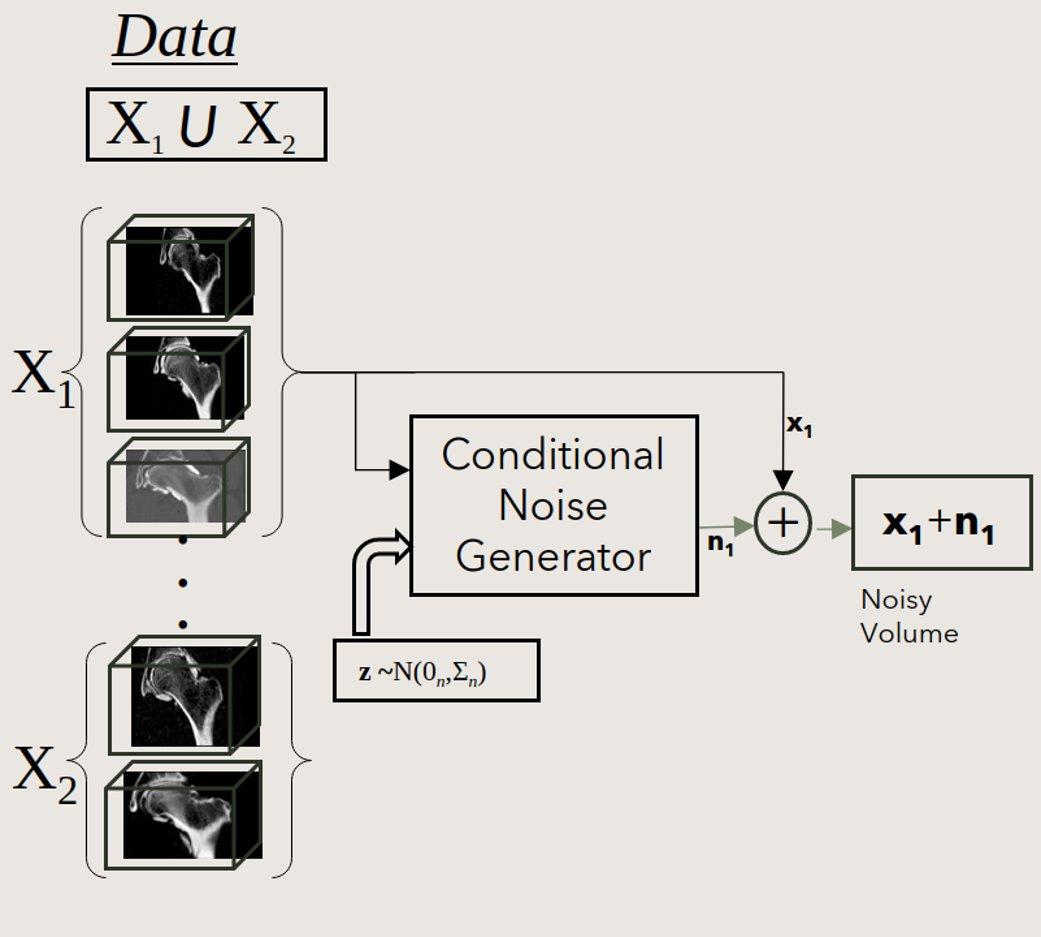 Data
X₁ ∪ X₂
X₁
x₁
Conditional
Noise
Generator
n₁
+
x₁+n₁
Noisy
Volume
z ~N(0ₙ,Σₙ)
X₂